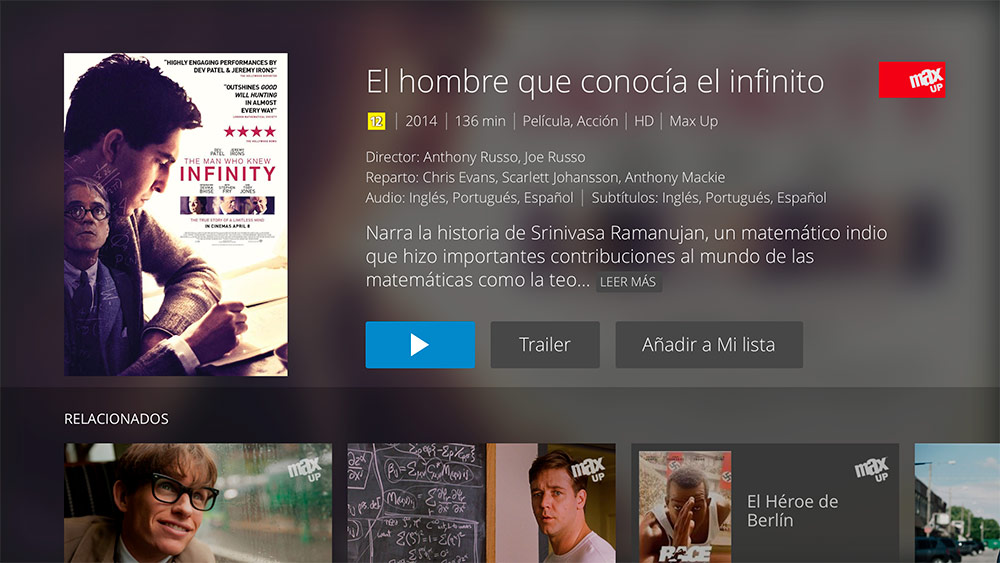 "HIGHLY ENGAGING PERFORMANCES BY
DEV PATEL & JEREMY IRONS"
"OUTSHINES GOOD
WILL HUNTING
IN ALMOST
EVERY WAY"
DEV PATEL JEREMY IRONS
THE MAN WHO KNEW
INFINITY
BHISE FRY JONES
THE TRUE STORY OF A LIMITLESS MIND
IN CINEMAS APRIL 8
El hombre que conocía el infinito
max
UP
12 | 2014 | 136 min | Película, Acción | HD | Max Up
Director: Anthony Russo, Joe Russo
Reparto: Chris Evans, Scarlett Johansson, Anthony Mackie
Audio: Inglés, Portugués, Español | Subtítulos: Inglés, Portugués, Español
Narra la historia de Srinivasa Ramanujan, un matemático indio
que hizo importantes contribuciones al mundo de las
matemáticas como la teo... LEER MÁS
Trailer
Añadir a Mi lista
RELACIONADOS
max
UP
max
UP
RACE
El Héroe de
Berlín
max
UP